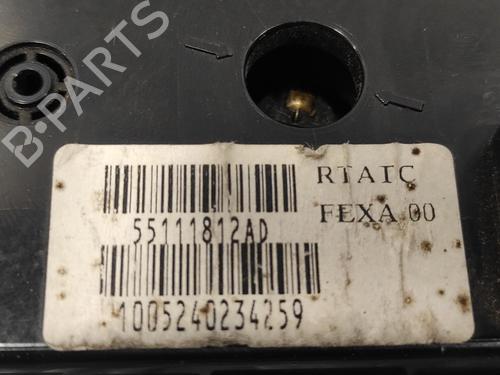 B-PARTS
RTATC
FEXA 00
55111812AD
1005240234259